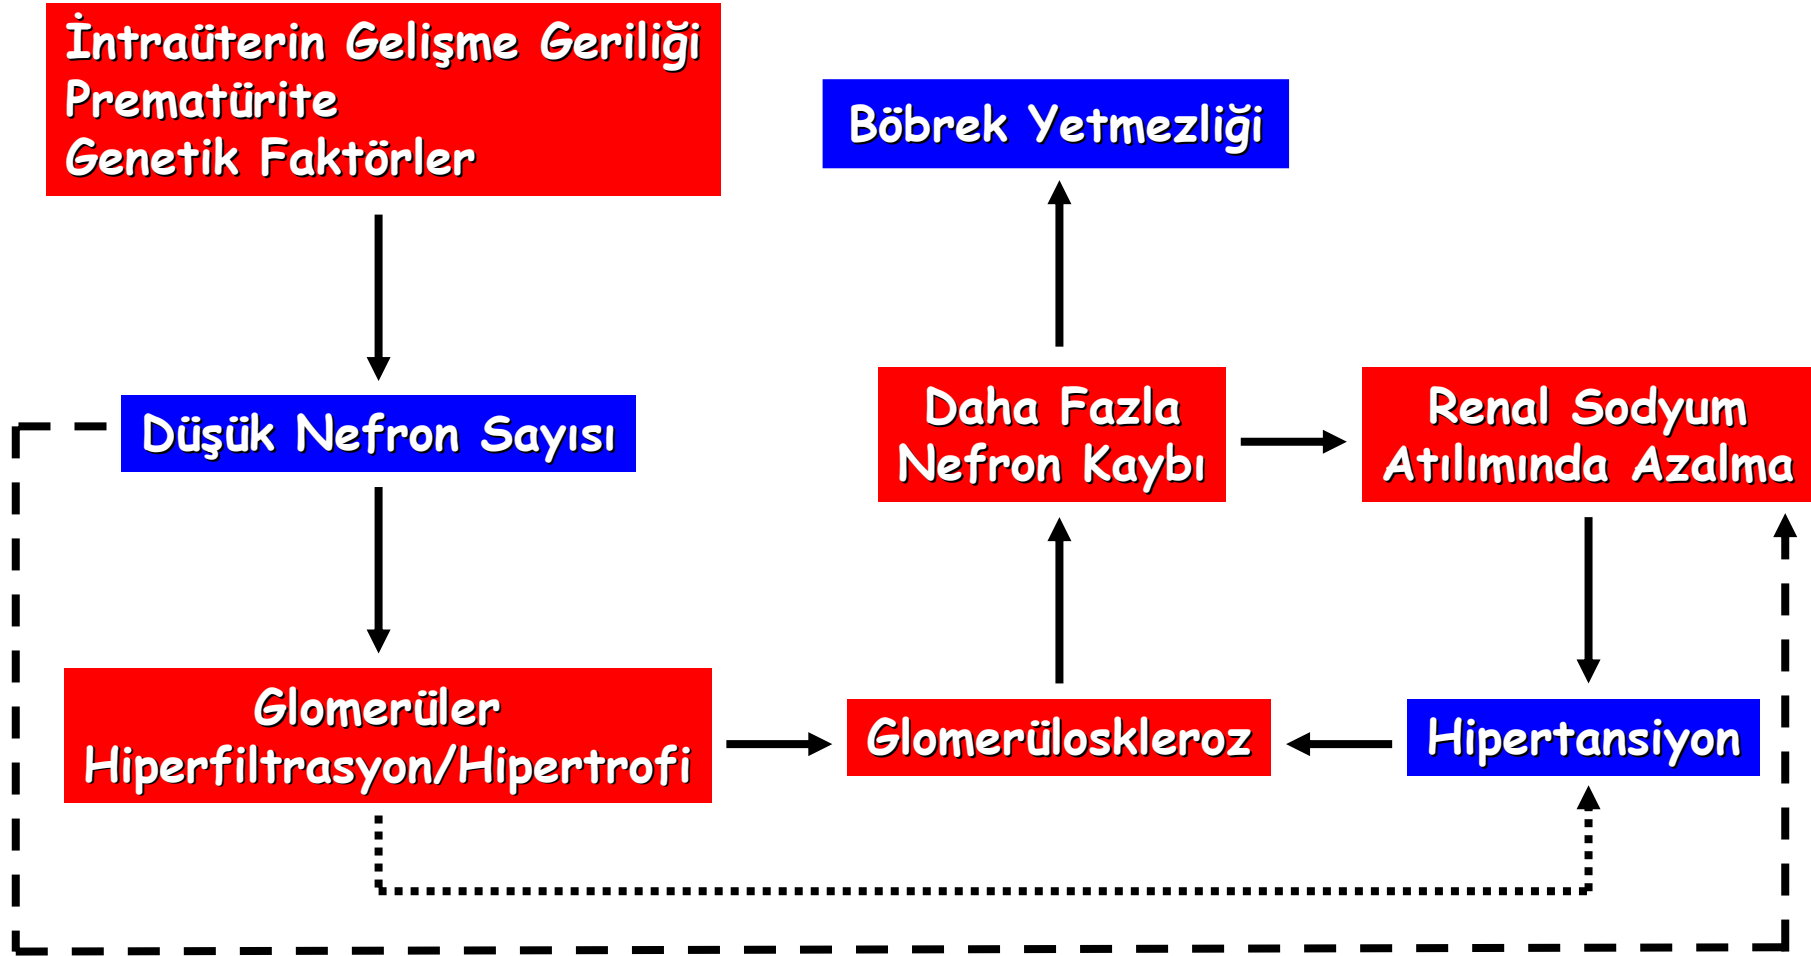 İntraüterin Gelişme Geriliği
Prematürite
Genetik Faktörler
Böbrek Yetmezliği
Düşük Nefron Sayısı
Daha Fazla
Nefron Kaybı
Renal Sodyum
Atılımında Azalma
Glomerüler
Hiperfiltrasyon/Hipertrofi
Glomerüloskleroz
Hipertansiyon